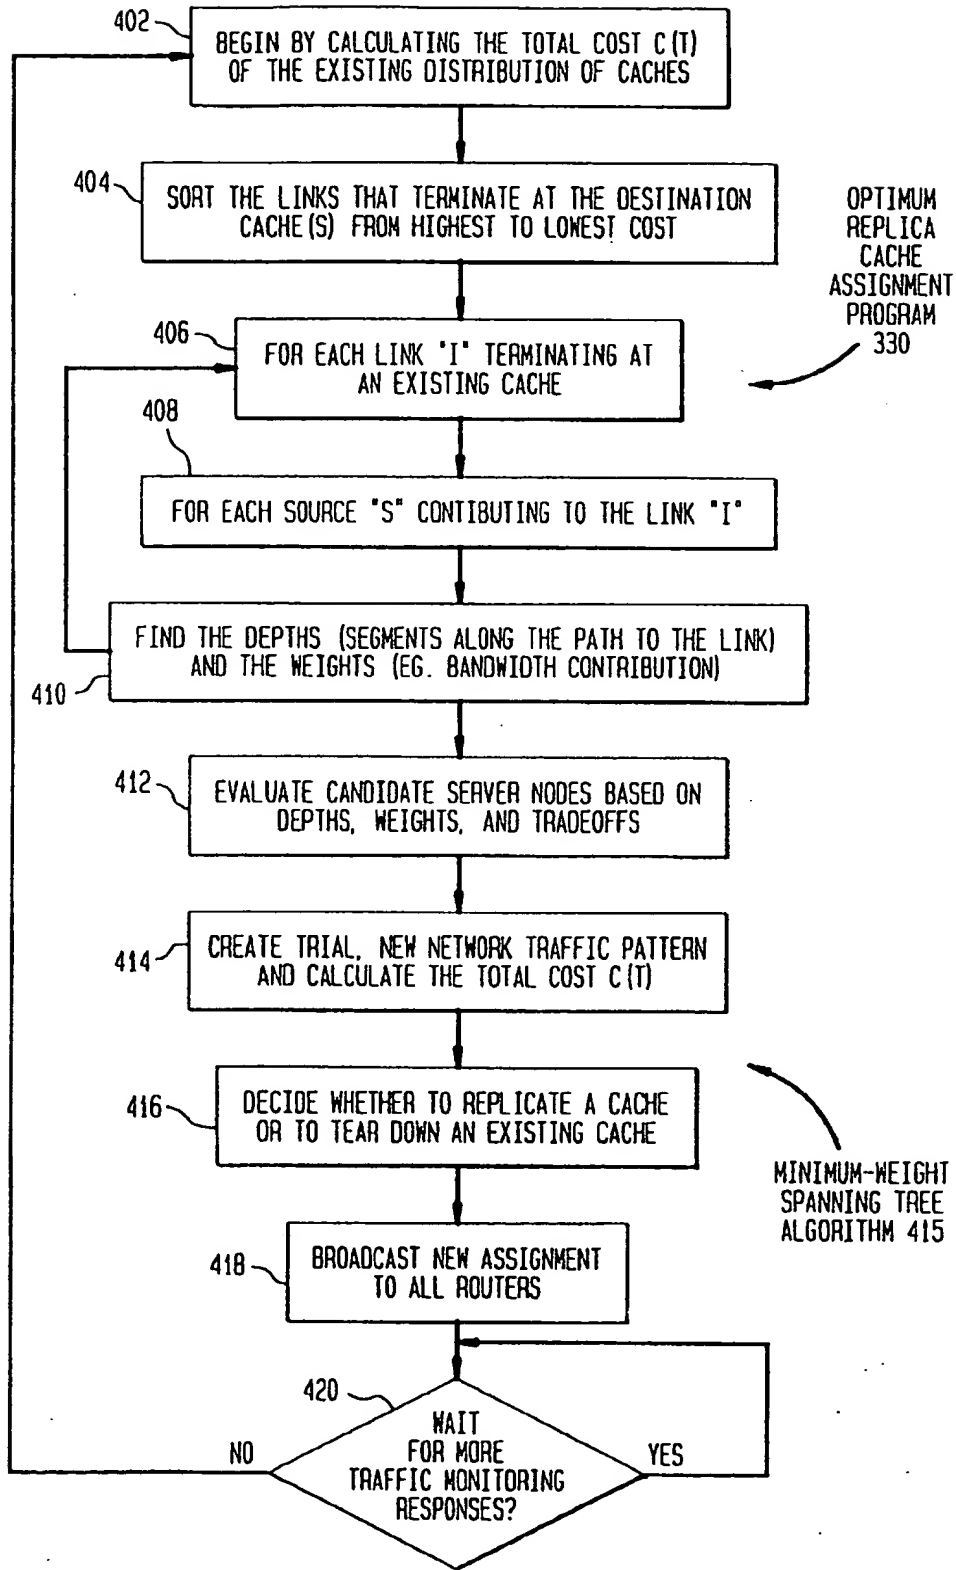 402
BEGIN BY CALCULATING THE TOTAL COST C(T)
OF THE EXISTING DISTRIBUTION OF CACHES
404
SORT THE LINKS THAT TERMINATE AT THE DESTINATION
CACHE(S) FROM HIGHEST TO LOWEST COST
OPTIMUM
REPLICA
CACHE
ASSIGNMENT
PROGRAM
330
406
FOR EACH LINK "I" TERMINATING AT
AN EXISTING CACHE
408
FOR EACH SOURCE "S" CONTIBUTING TO THE LINK "I"
FIND THE DEPTHS (SEGMENTS ALONG THE PATH TO THE LINK)
AND THE WEIGHTS (EG. BANDWIDTH CONTRIBUTION)
410
412
EVALUATE CANDIDATE SERVER NODES BASED ON
DEPTHS, WEIGHTS, AND TRADEOFFS
414
CREATE TRIAL, NEW NETWORK TRAFFIC PATTERN
AND CALCULATE THE TOTAL COST C(T)
416
DECIDE WHETHER TO REPLICATE A CACHE
OR TO TEAR DOWN AN EXISTING CACHE
MINIMUM-WEIGHT
SPANNING TREE
ALGORITHM 415
418
BROADCAST NEW ASSIGNMENT
TO ALL ROUTERS
420
WAIT
FOR MORE
TRAFFIC MONITORING
RESPONSES?
NO
YES